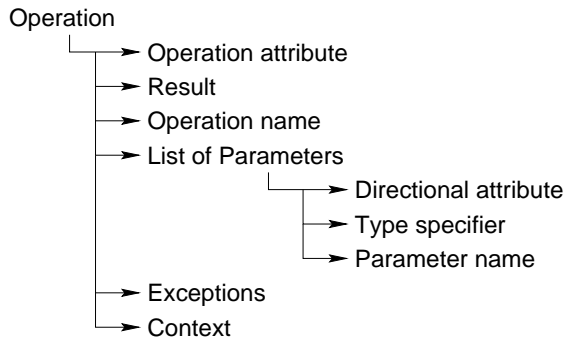 Operation
Operation attribute
Result
Operation name
List of Parameters
Directional attribute
Type specifier
Parameter name
Exceptions
Context